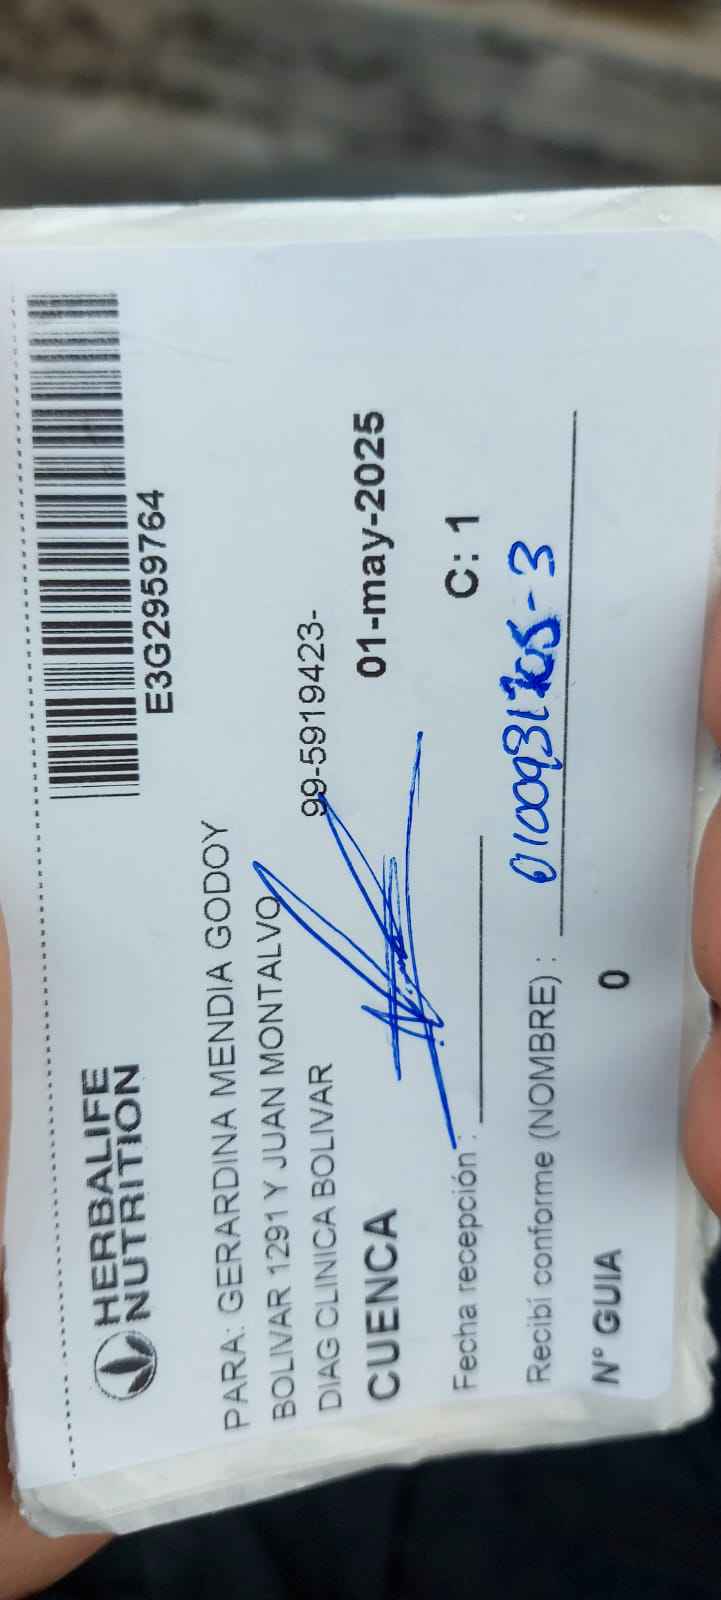 HERBALIFE
NUTRITION
E3G2959764
PARA: GERARDINA MENDIA GODOY
BOLIVAR 1291 Y JUAN MONTALVO
DIAG CLINICA BOLIVAR 99-5919423-
CUENCA 01-may-2025
Fecha recepción : C: 1
Recibí conforme (NOMBRE) :
N° GUIA 0